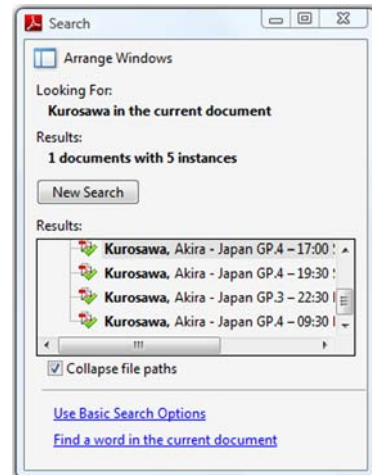 Search
Arrange Windows
Looking For:
Kurosawa in the current document
Results:
1 documents with 5 instances
New Search
Results:
Kurosawa, Akira - Japan GP.4 – 17:00
Kurosawa, Akira - Japan GP.4 – 19:30
Kurosawa, Akira - Japan GP.3 – 22:30
Kurosawa, Akira - Japan GP.4 – 09:30
Collapse file paths
Use Basic Search Options
Find a word in the current document